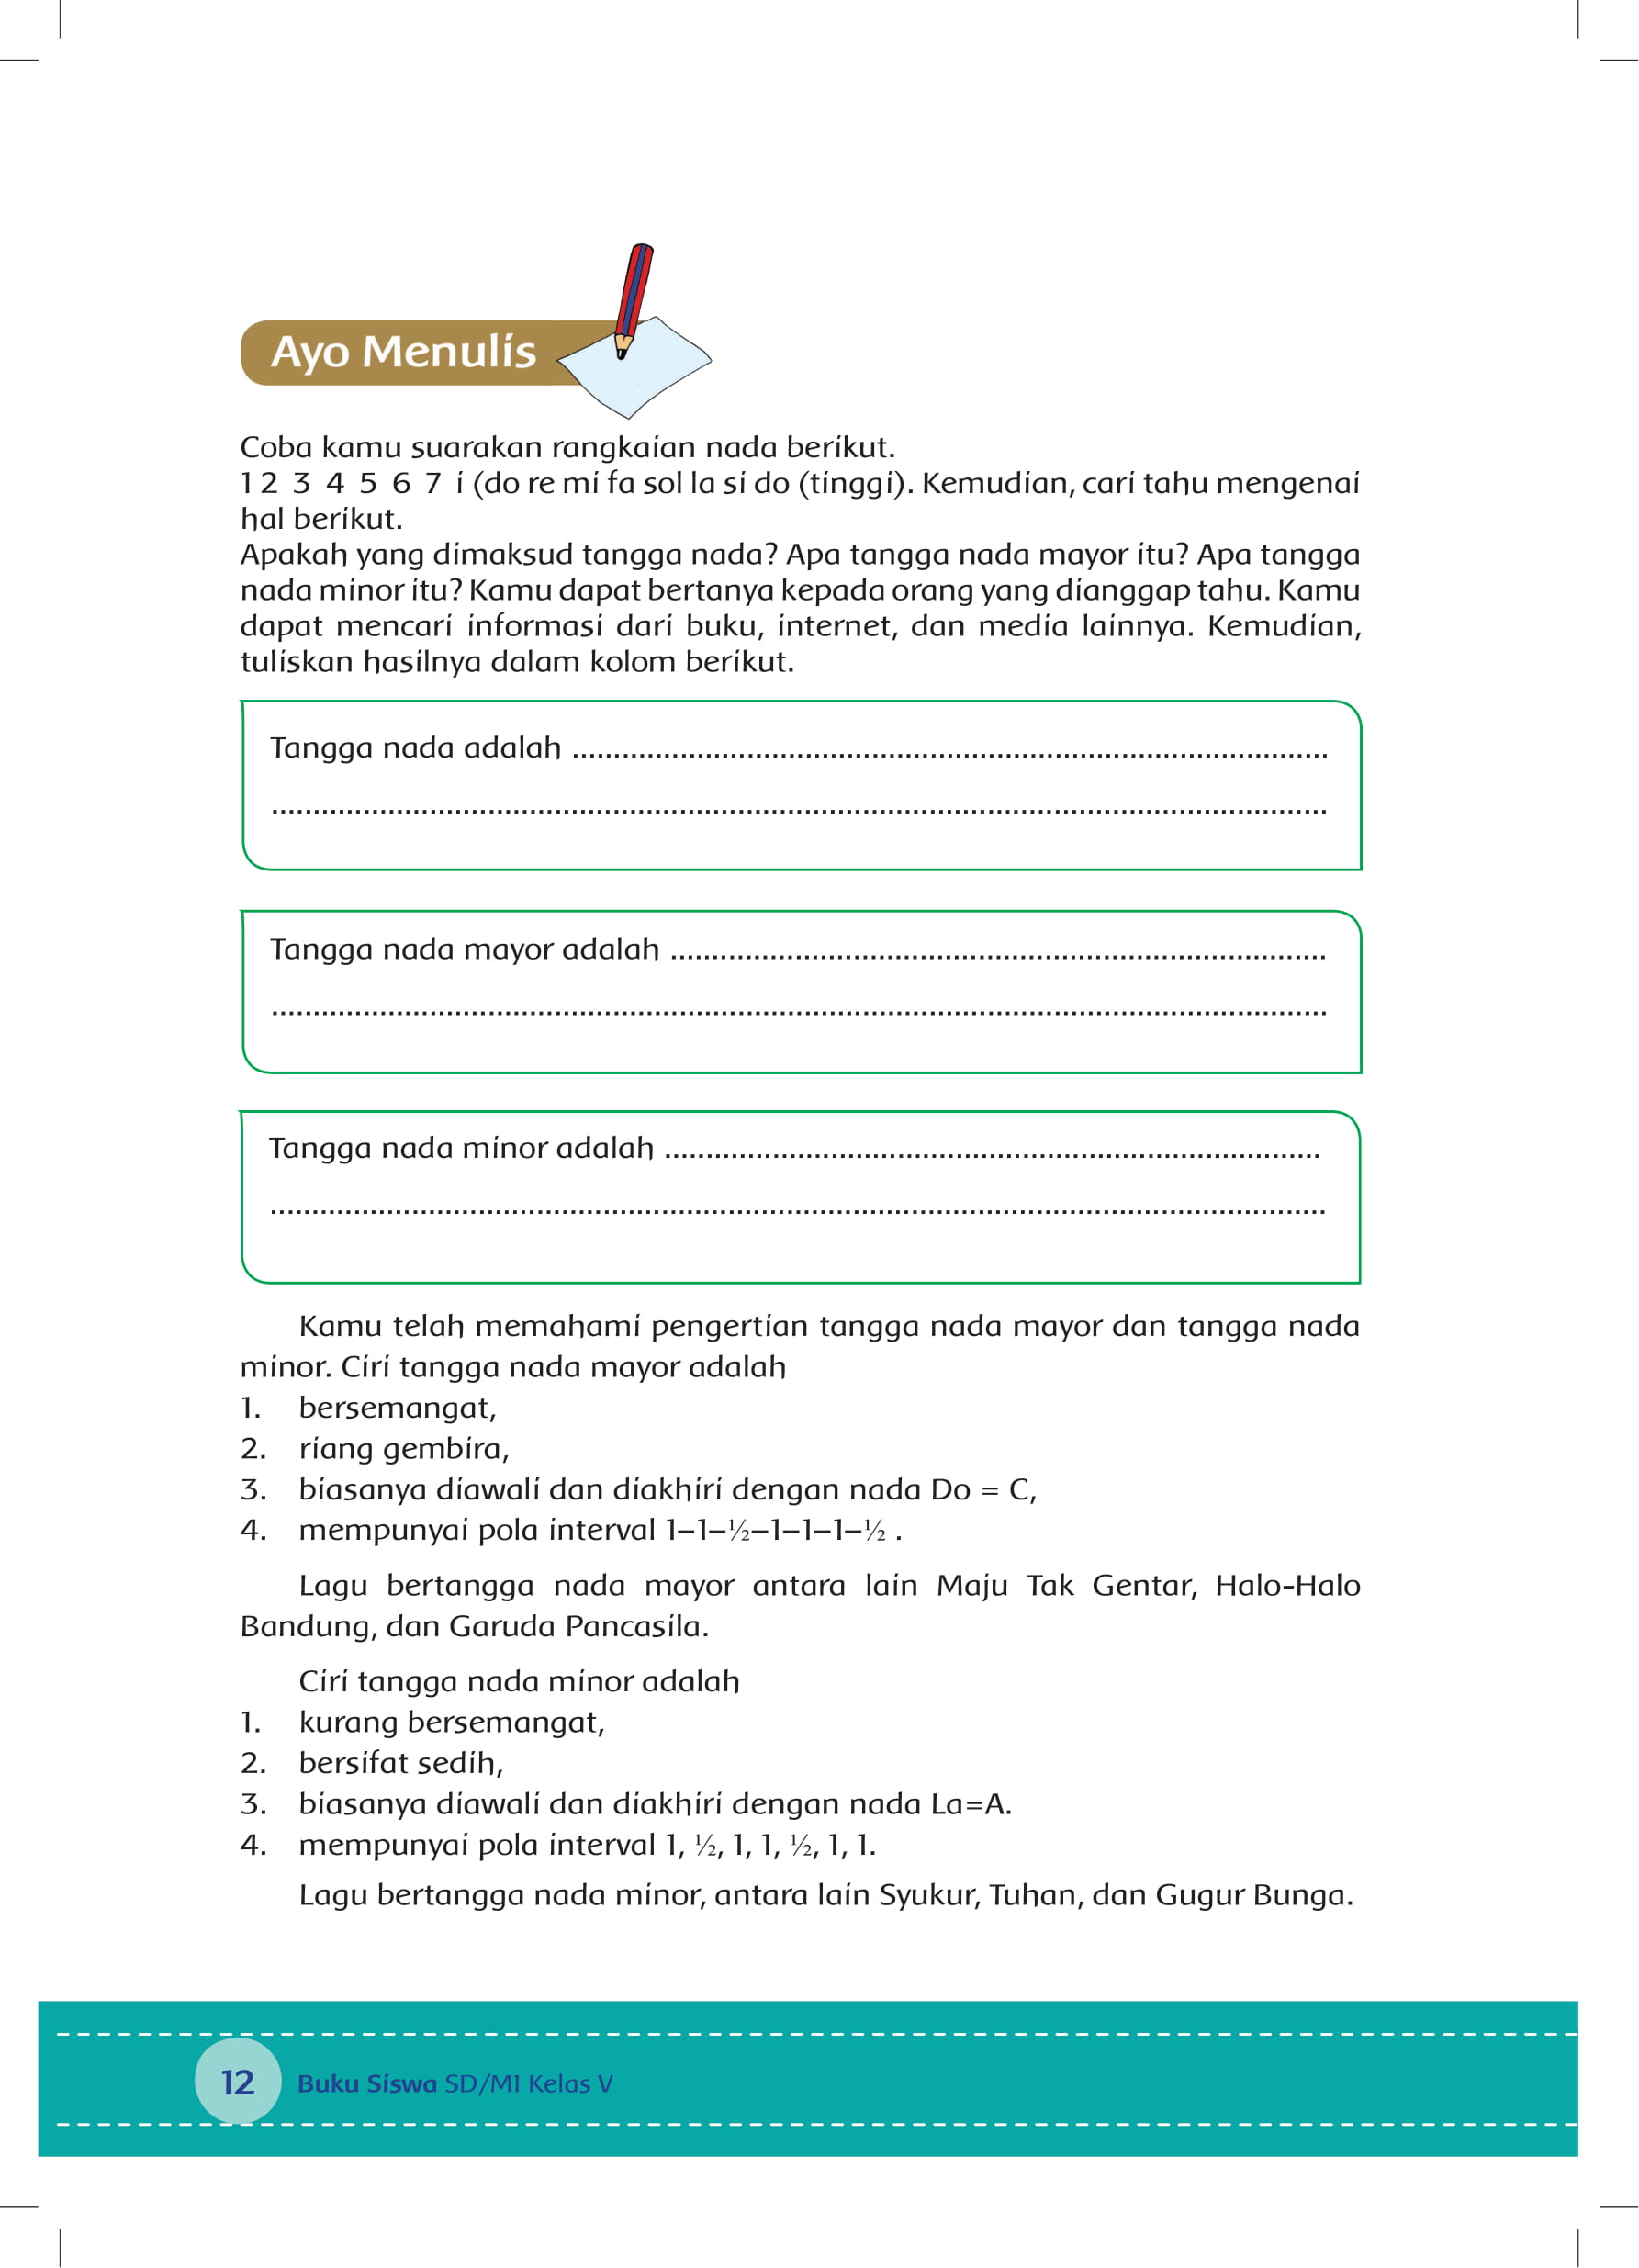 Ayo Menulis
Coba kamu suarakan rangkaian nada berikut.
1 2 3 4 5 6 7 i (do re mi fa sol la si do (tinggi). Kemudian, cari tahu mengenai
hal berikut.
Apakah yang dimaksud tangga nada? Apa tangga nada mayor itu? Apa tangga
nada minor itu? Kamu dapat bertanya kepada orang yang dianggap tahu. Kamu
dapat mencari informasi dari buku, internet, dan media lainnya. Kemudian,
tuliskan hasilnya dalam kolom berikut.
Tangga nada adalah ..........................................................................................
..............................................................................................................................
Tangga nada mayor adalah ..............................................................................
..............................................................................................................................
Tangga nada minor adalah ..............................................................................
..............................................................................................................................
Kamu telah memahami pengertian tangga nada mayor dan tangga nada
minor. Ciri tangga nada mayor adalah
1. bersemangat,
2. riang gembira,
3. biasanya diawali dan diakhiri dengan nada Do = C,
4. mempunyai pola interval 1–1–½–1–1–1–½ .
Lagu bertangga nada mayor antara lain Maju Tak Gentar, Halo-Halo
Bandung, dan Garuda Pancasila.
Ciri tangga nada minor adalah
1. kurang bersemangat,
2. bersifat sedih,
3. biasanya diawali dan diakhiri dengan nada La=A.
4. mempunyai pola interval 1, ½, 1, 1, ½, 1, 1.
Lagu bertangga nada minor, antara lain Syukur, Tuhan, dan Gugur Bunga.
12 Buku Siswa SD/MI Kelas V